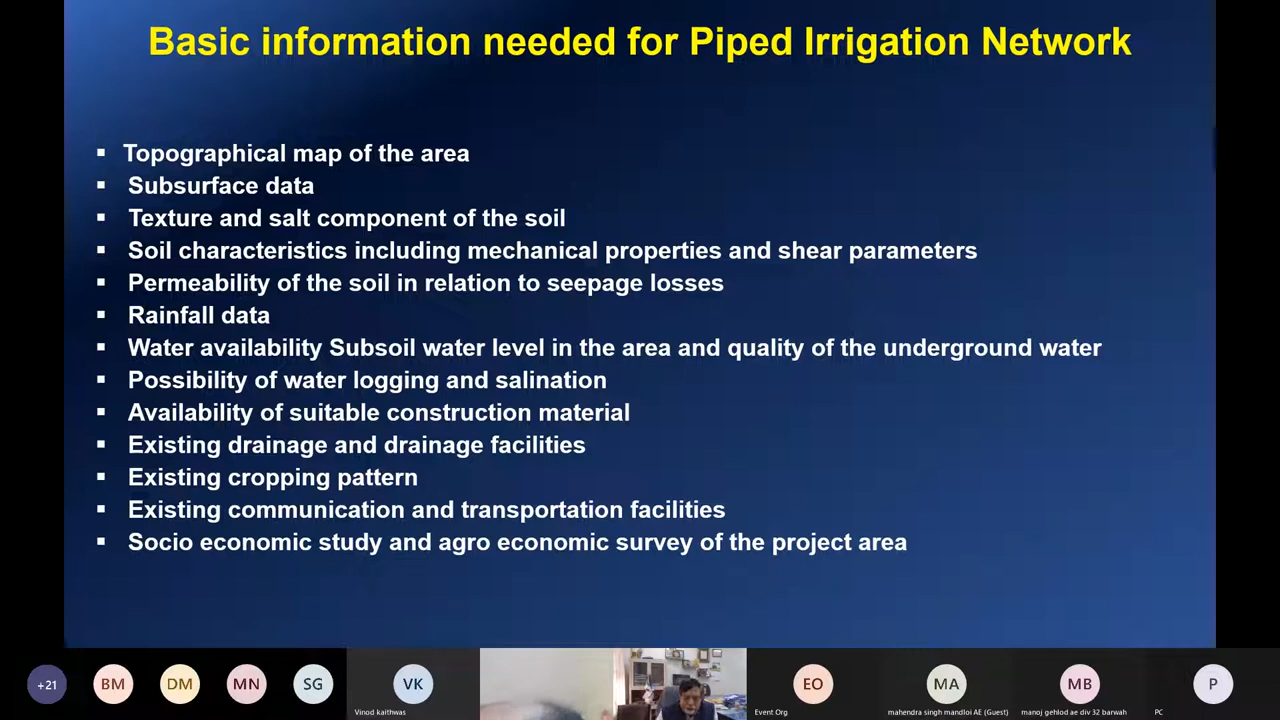 Basic information needed for Piped Irrigation Network
▪ Topographical map of the area
▪ Subsurface data
▪ Texture and salt component of the soil
▪ Soil characteristics including mechanical properties and shear parameters
▪ Permeability of the soil in relation to seepage losses
▪ Rainfall data
▪ Water availability Subsoil water level in the area and quality of the underground water
▪ Possibility of water logging and salination
▪ Availability of suitable construction material
▪ Existing drainage and drainage facilities
▪ Existing cropping pattern
▪ Existing communication and transportation facilities
▪ Socio economic study and agro economic survey of the project area
+21 BM DM MN SG VK EO MA MB P
Vinod kaithwas Event Org mahendra singh mandloi AE (Guest) manoj gehlod ae div 32 barwah PC